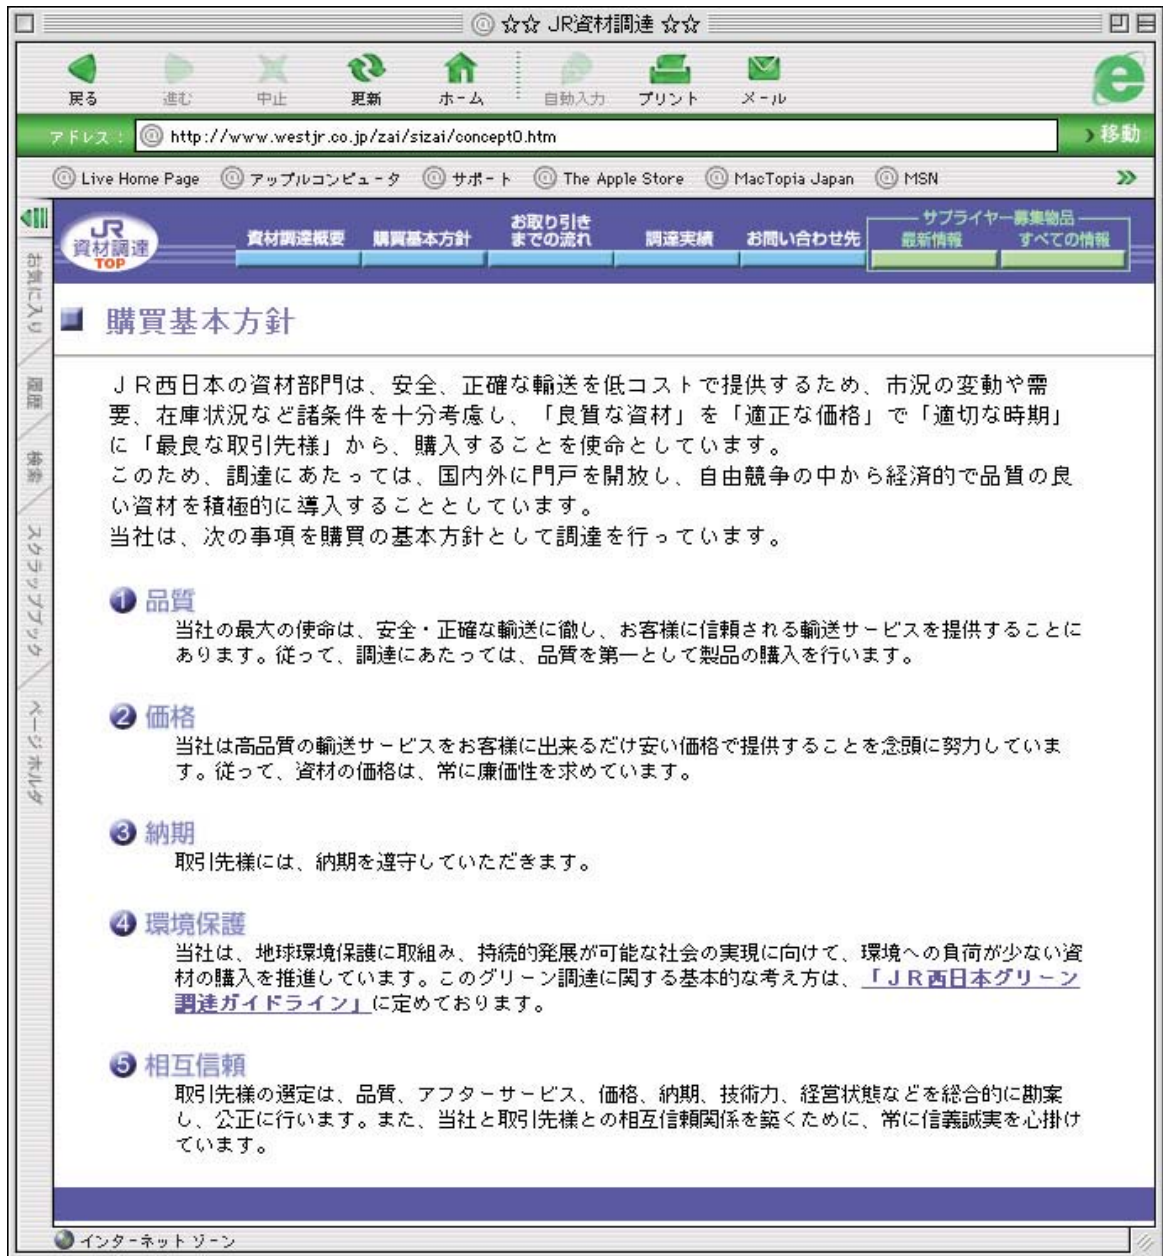 @ ☆☆ JR資材調達 ☆☆
戻る 進む 中止 更新 ホーム 自動入力 プリント メール
アドレス： @ http://www.westjr.co.jp/zai/sizai/concept0.htm 移動
@ Live Home Page @ アップルコンピュータ @ サポート @ The Apple Store @ MacTopia Japan @ MSN
お気に入り
履歴
検索
スクラップブック
ページ ホルダ
JR
資材調達
TOP
資材調達概要 購買基本方針 お取り引きまでの流れ 調達実績 お問い合わせ先
サプライヤー募集物品
最新情報 すべての情報
購買基本方針
ＪＲ西日本の資材部門は、安全、正確な輸送を低コストで提供するため、市況の変動や需
要、在庫状況など諸条件を十分考慮し、「良質な資材」を「適正な価格」で「適切な時期」
に「最良な取引先様」から、購入することを使命としています。
このため、調達にあたっては、国内外に門戸を開放し、自由競争の中から経済的で品質の良
い資材を積極的に導入することとしています。
当社は、次の事項を購買の基本方針として調達を行っています。
1 品質
当社の最大の使命は、安全・正確な輸送に徹し、お客様に信頼される輸送サービスを提供することに
あります。従って、調達にあたっては、品質を第一として製品の購入を行います。
2 価格
当社は高品質の輸送サービスをお客様に出来るだけ安い価格で提供することを念頭に努力していま
す。従って、資材の価格は、常に廉価性を求めています。
3 納期
取引先様には、納期を遵守していただきます。
4 環境保護
当社は、地球環境保護に取組み、持続的発展が可能な社会の実現に向けて、環境への負荷が少ない資
材の購入を推進しています。このグリーン調達に関する基本的な考え方は、「ＪＲ西日本グリーン
調達ガイドライン」に定めております。
5 相互信頼
取引先様の選定は、品質、アフターサービス、価格、納期、技術力、経営状態などを総合的に勘案
し、公正に行います。また、当社と取引先様との相互信頼関係を築くために、常に信義誠実を心掛け
ています。
インターネット ゾーン